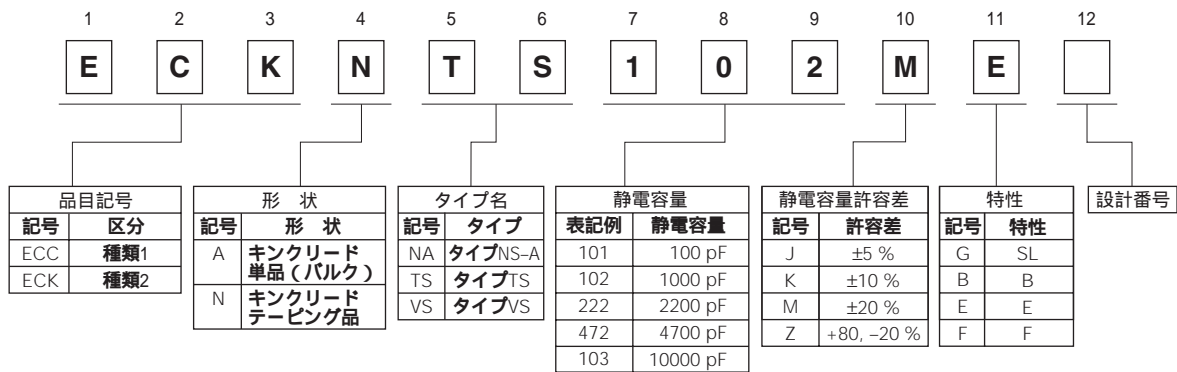 1 2 3 4 5 6 7 8 9 10 11 12
E C K N T S 1 0 2 M E
品目記号
記号 区分
ECC 種類1
ECK 種類2
形 状
記号 形 状
A キンクリード
単品（バルク）
N キンクリード
テーピング品
タイプ名
記号 タイプ
NA タイプNS–A
TS タイプTS
VS タイプVS
静電容量
表記例 静電容量
101 100 pF
102 1000 pF
222 2200 pF
472 4700 pF
103 10000 pF
静電容量許容差
記号 許容差
J ±5 %
K ±10 %
M ±20 %
Z +80, –20 %
特性
記号 特性
G SL
B B
E E
F F
設計番号